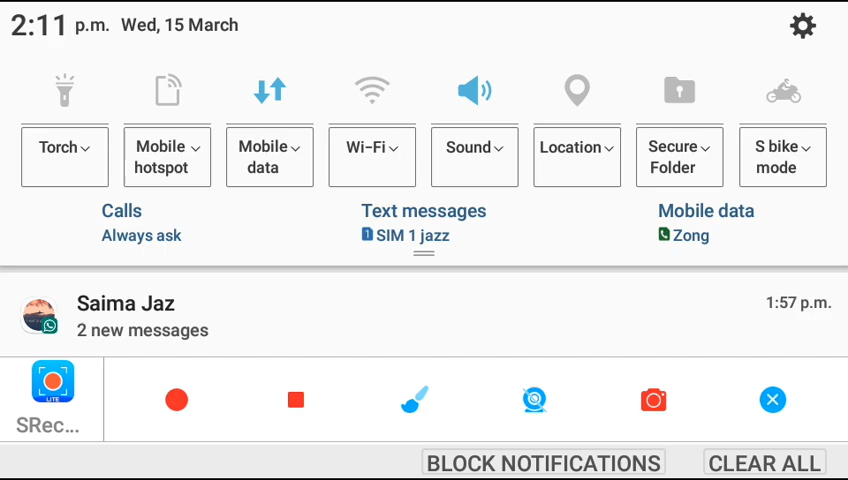 2:11 p.m. Wed, 15 March
Torch
Mobile hotspot
Mobile data
Wi-Fi
Sound
Location
Secure Folder
S bike mode
Calls
Always ask
Text messages
1 SIM 1 jazz
Mobile data
Zong
Saima Jaz
1:57 p.m.
2 new messages
LITE
SRec...
BLOCK NOTIFICATIONS
CLEAR ALL